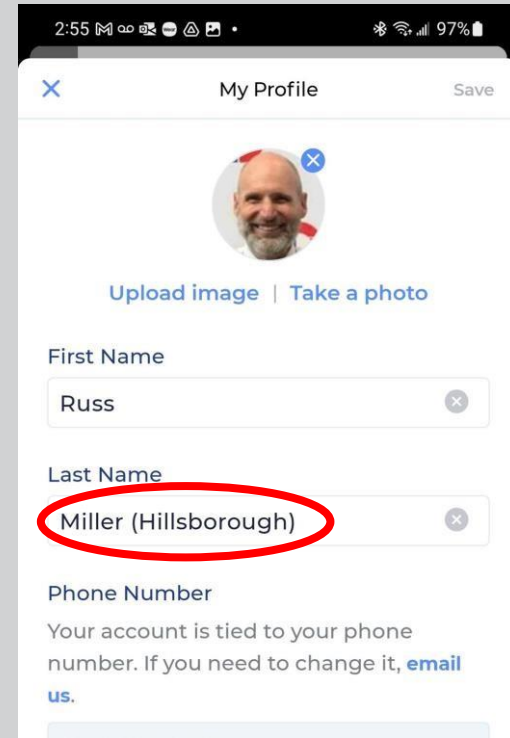 2:55
97%
My Profile
Save
Upload image | Take a photo
First Name
Russ
Last Name
Miller (Hillsborough)
Phone Number
Your account is tied to your phone
number. If you need to change it, email
us.